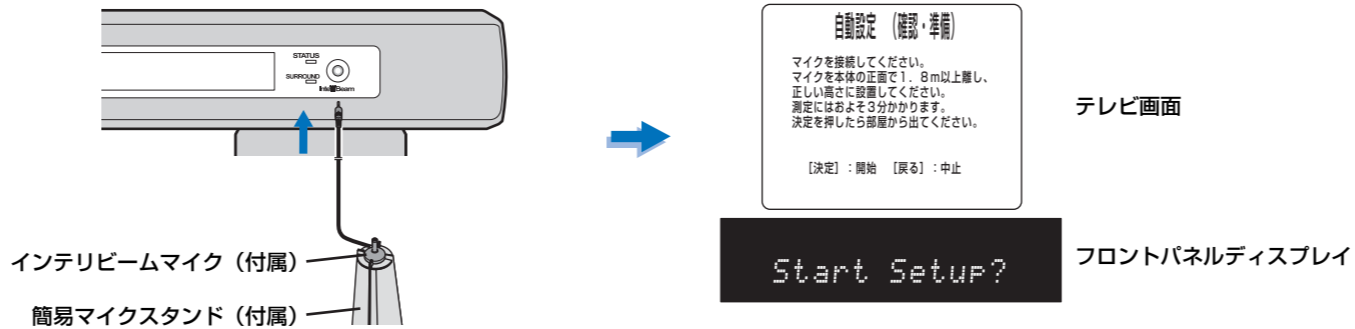 STATUS
SURROUND
IntelliBeam
インテリビームマイク（付属）
簡易マイクスタンド（付属）
自動設定　（確認・準備）
マイクを接続してください。
マイクを本体の正面で１．８ｍ以上離し、
正しい高さに設置してください。
測定にはおよそ３分かかります。
決定を押したら部屋から出てください。
［決定］：開始　［戻る］：中止
テレビ画面
Start Setup?
フロントパネルディスプレイ